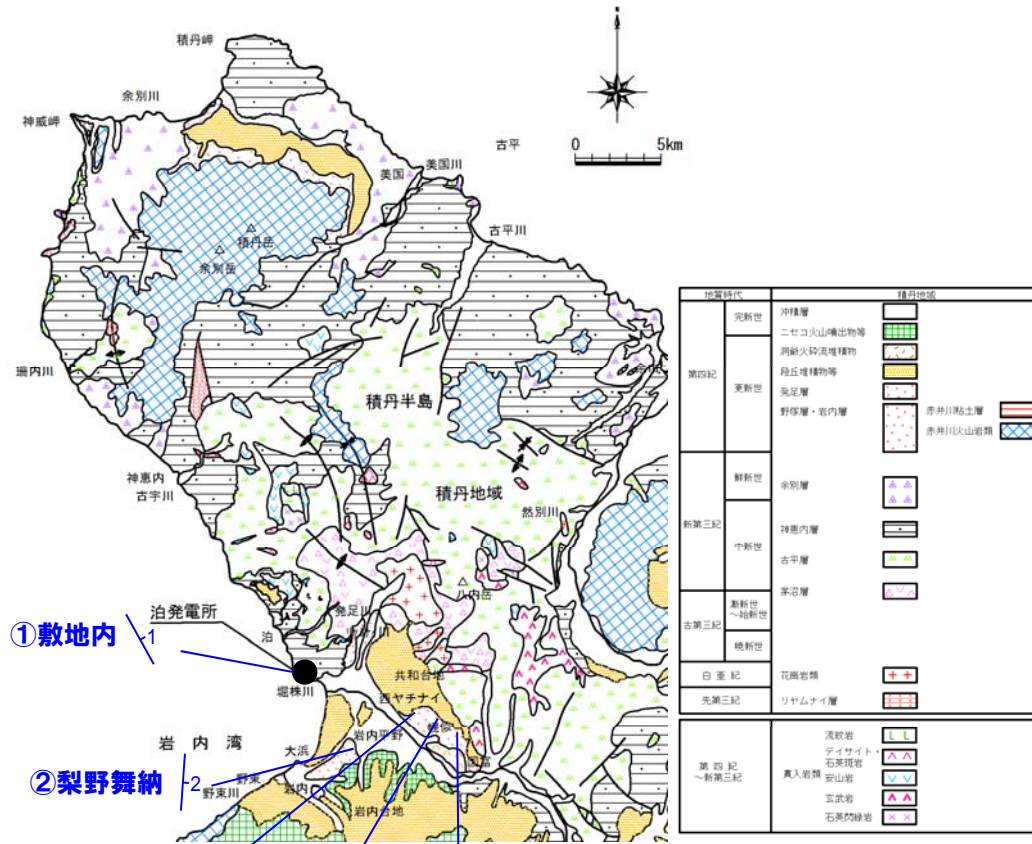 N
0 5km
積丹岬
余別川
神威岬
古平
美国
美国川
古平川
積丹岳
余別岳
珊内川
積丹半島
神恵内
古宇川
積丹地域
然別川
八内岳
泊発電所
発足川
泊
①敷地内
1
堀株川
共和台地
西ヤチナイ
岩内平野
岩内湾
大浜
②梨野舞納
2
野束
野束川
岩内
岩内台地
国富
地質時代 積丹地域
第四紀
完新世
沖積層
ニセコ火山噴出物等
更新世
洞爺火砕流堆積物
段丘堆積物等
発足層
野塚層・岩内層
赤井川粘土層
赤井川火山岩類
新第三紀
鮮新世
余別層
中新世
神恵内層
古平層
茅沼層
古第三紀
漸新世
～始新世
暁新世
白亜紀 花崗岩類
先第三紀 リヤムナイ層
第四紀
～新第三紀
貫入岩類
流紋岩
デイサイト・
石英斑岩
安山岩
玄武岩
石英閃緑岩